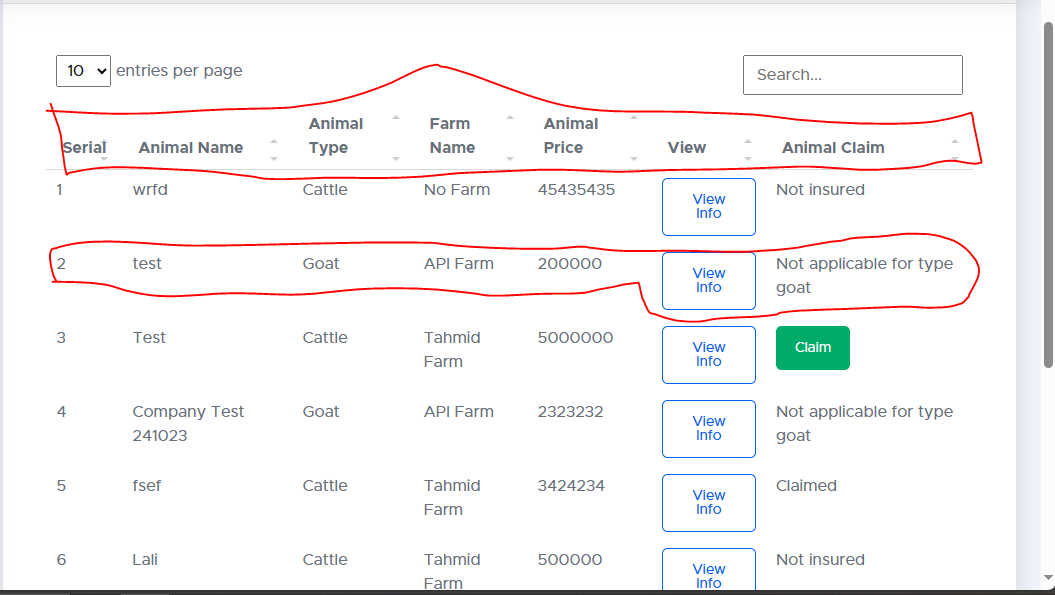 10 entries per page
Search...
Serial Animal Name Animal Type Farm Name Animal Price View Animal Claim
1 wrfd Cattle No Farm 45435435 View Info Not insured
2 test Goat API Farm 200000 View Info Not applicable for type goat
3 Test Cattle Tahmid Farm 5000000 View Info Claim
4 Company Test 241023 Goat API Farm 2323232 View Info Not applicable for type goat
5 fsef Cattle Tahmid Farm 3424234 View Info Claimed
6 Lali Cattle Tahmid Farm 500000 View Info Not insured